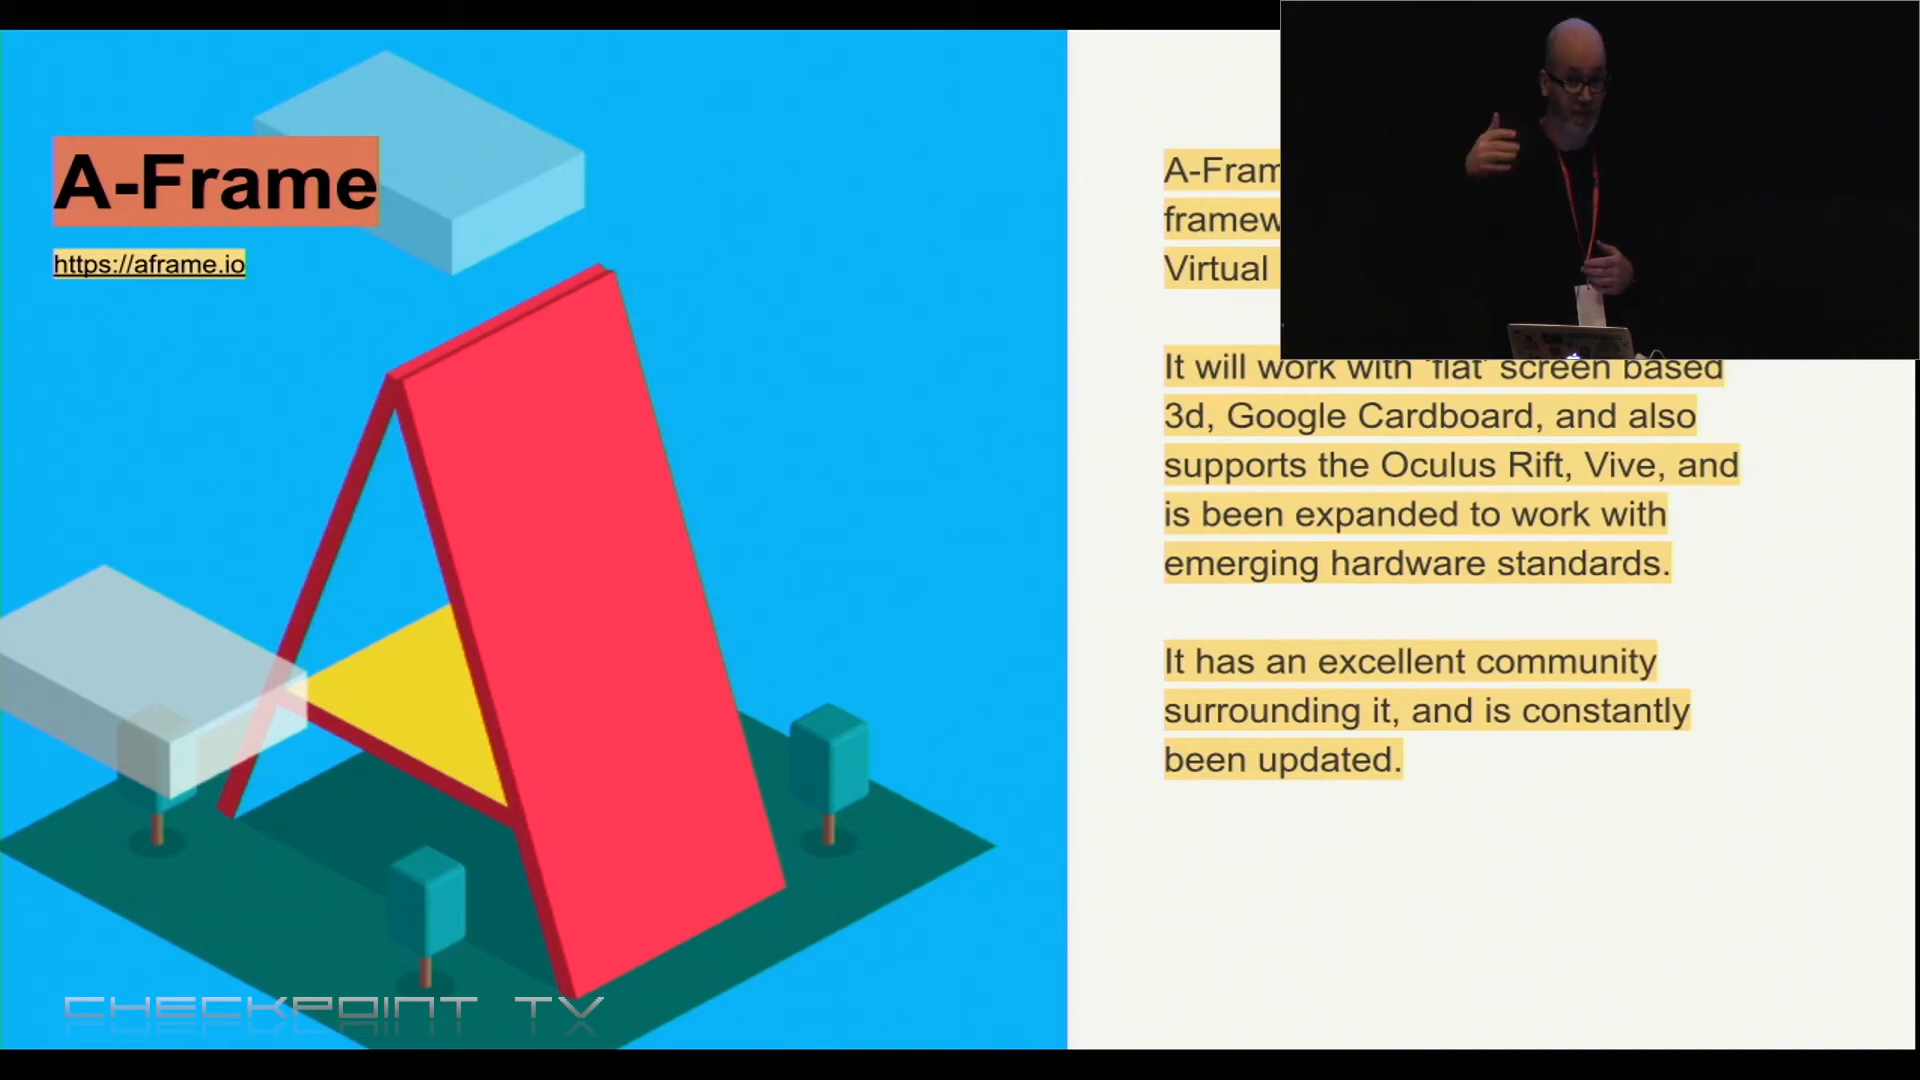 A-Frame
https://aframe.io
A-Fram
framew
Virtual
It will work with 'flat' screen based
3d, Google Cardboard, and also
supports the Oculus Rift, Vive, and
is been expanded to work with
emerging hardware standards.
It has an excellent community
surrounding it, and is constantly
been updated.
CHECKPOINT TV